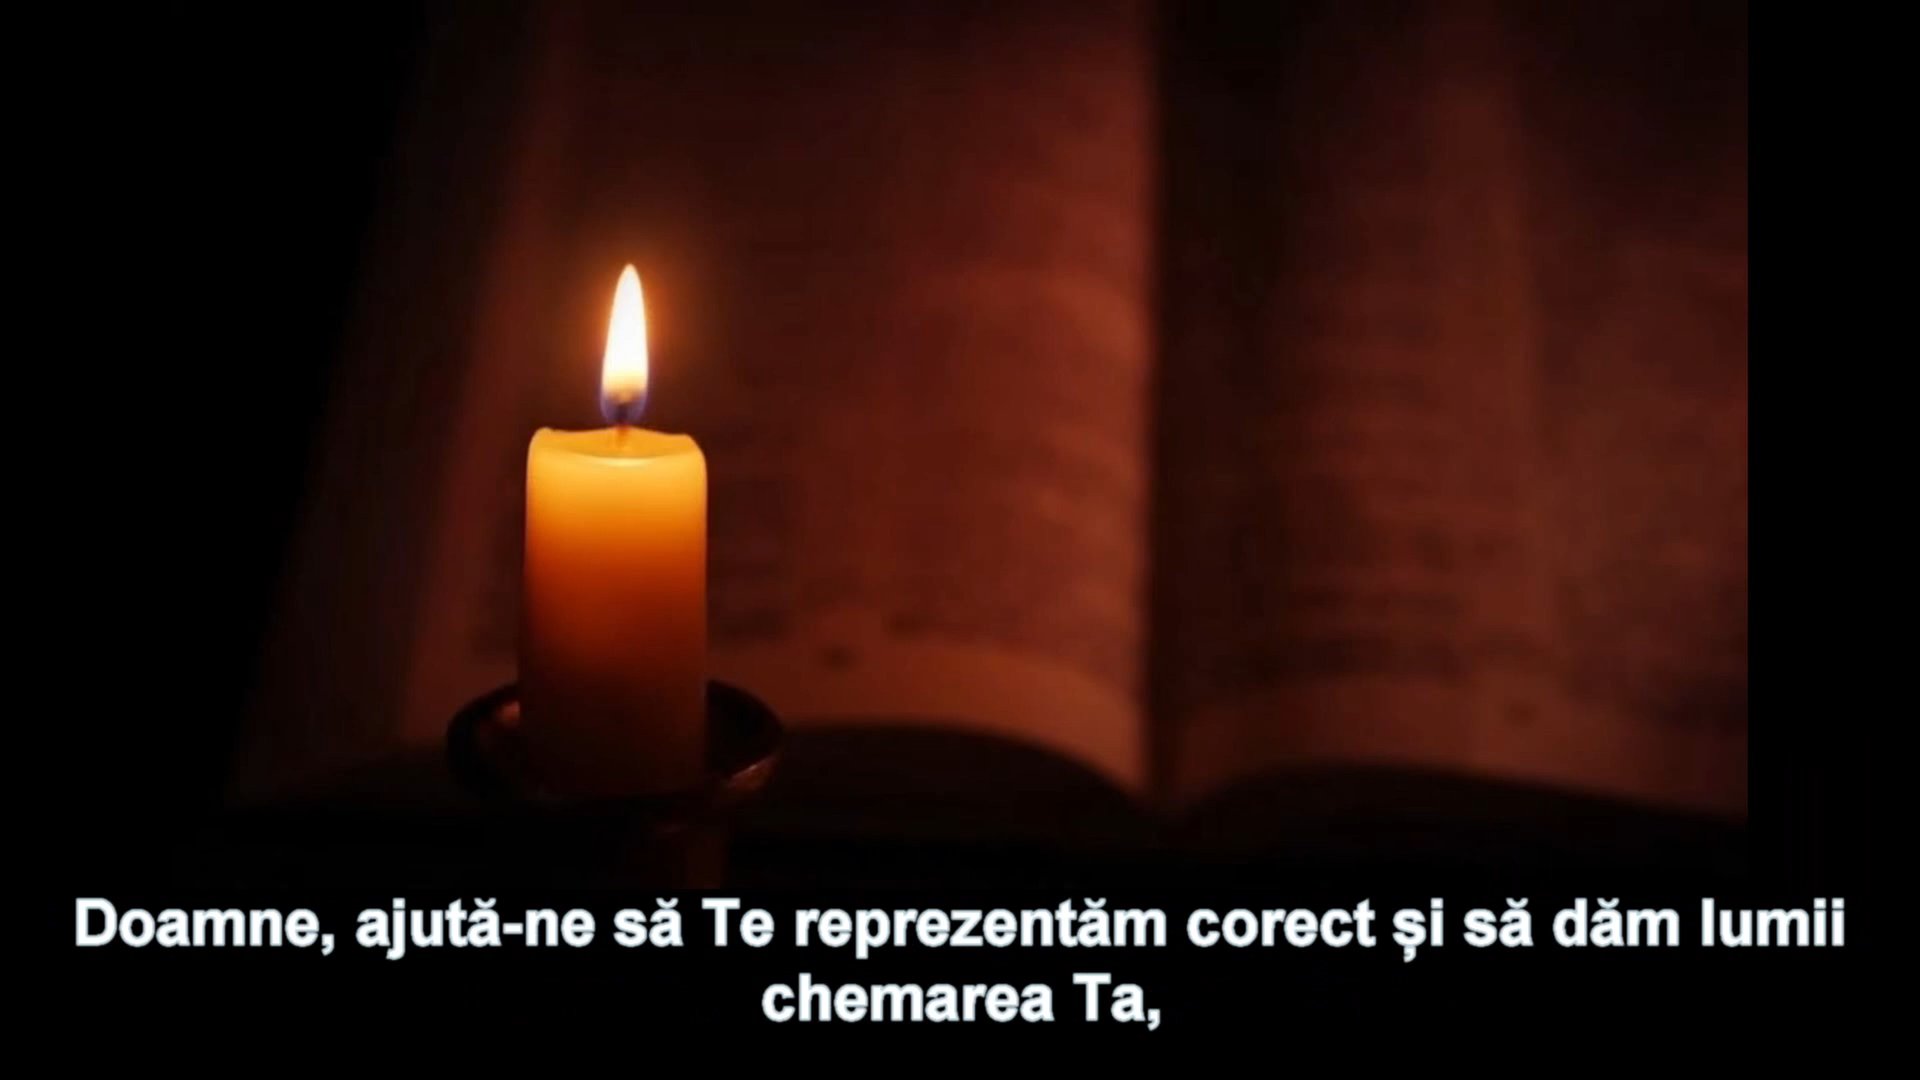 Doamne, ajută-ne să Te reprezentăm corect și să dăm lumii
chemarea Ta,